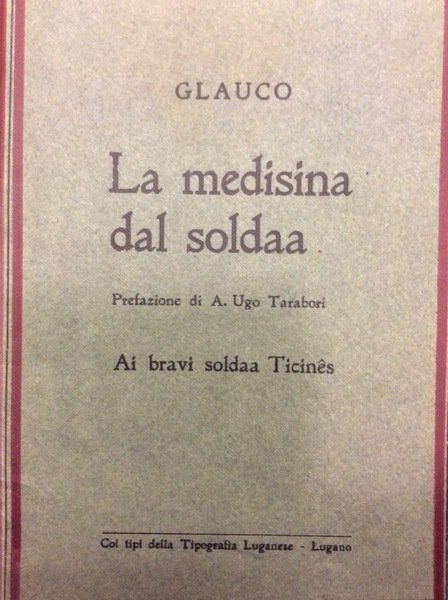 GLAUCO
La medisina
dal soldaa
Prefazione di A. Ugo Tarabori
Ai bravi soldaa Ticinês
Coi tipi della Tipografia Luganese - Lugano